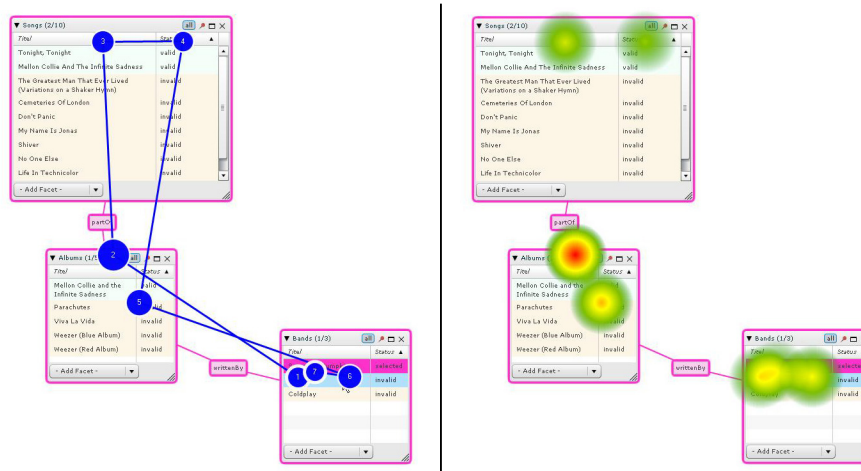 ▼ Songs (2/10) all
Titel Status ▲
Tonight, Tonight valid
Mellon Collie And The Infinite Sadness valid
The Greatest Man That Ever Lived
(Variations on a Shaker Hymn) invalid
Cemeteries Of London invalid
Don't Panic invalid
My Name Is Jonas invalid
Shiver invalid
No One Else invalid
Life In Technicolor invalid
- Add Facet - ▼
3
4
partOf
▼ Albums (1/5 all
Titel Status ▲
Mellon Collie and the
Infinite Sadness
Parachutes
Viva La Vida invalid
Weezer (Blue Album) invalid
Weezer (Red Album) invalid
- Add Facet - ▼
2
5
writtenBy
▼ Bands (1/3) all
Titel Status ▲
selected
invalid
Coldplay invalid
- Add Facet - ▼
1
7
6
▼ Songs (2/10) all
Titel
Tonight, Tonight valid
Mellon Collie And The Infinite Sadness valid
The Greatest Man That Ever Lived
(Variations on a Shaker Hymn) invalid
Cemeteries Of London invalid
Don't Panic invalid
My Name Is Jonas invalid
Shiver invalid
No One Else invalid
Life In Technicolor invalid
- Add Facet - ▼
partOf
▼ Albums
Titel Status ▲
Mellon Collie and the
Infinite Sadness
Parachutes
Viva La Vida invalid
Weezer (Blue Album) invalid
Weezer (Red Album) invalid
- Add Facet - ▼
writtenBy
▼ Bands (1/3) all
Status
invalid
invalid
- Add Facet - ▼